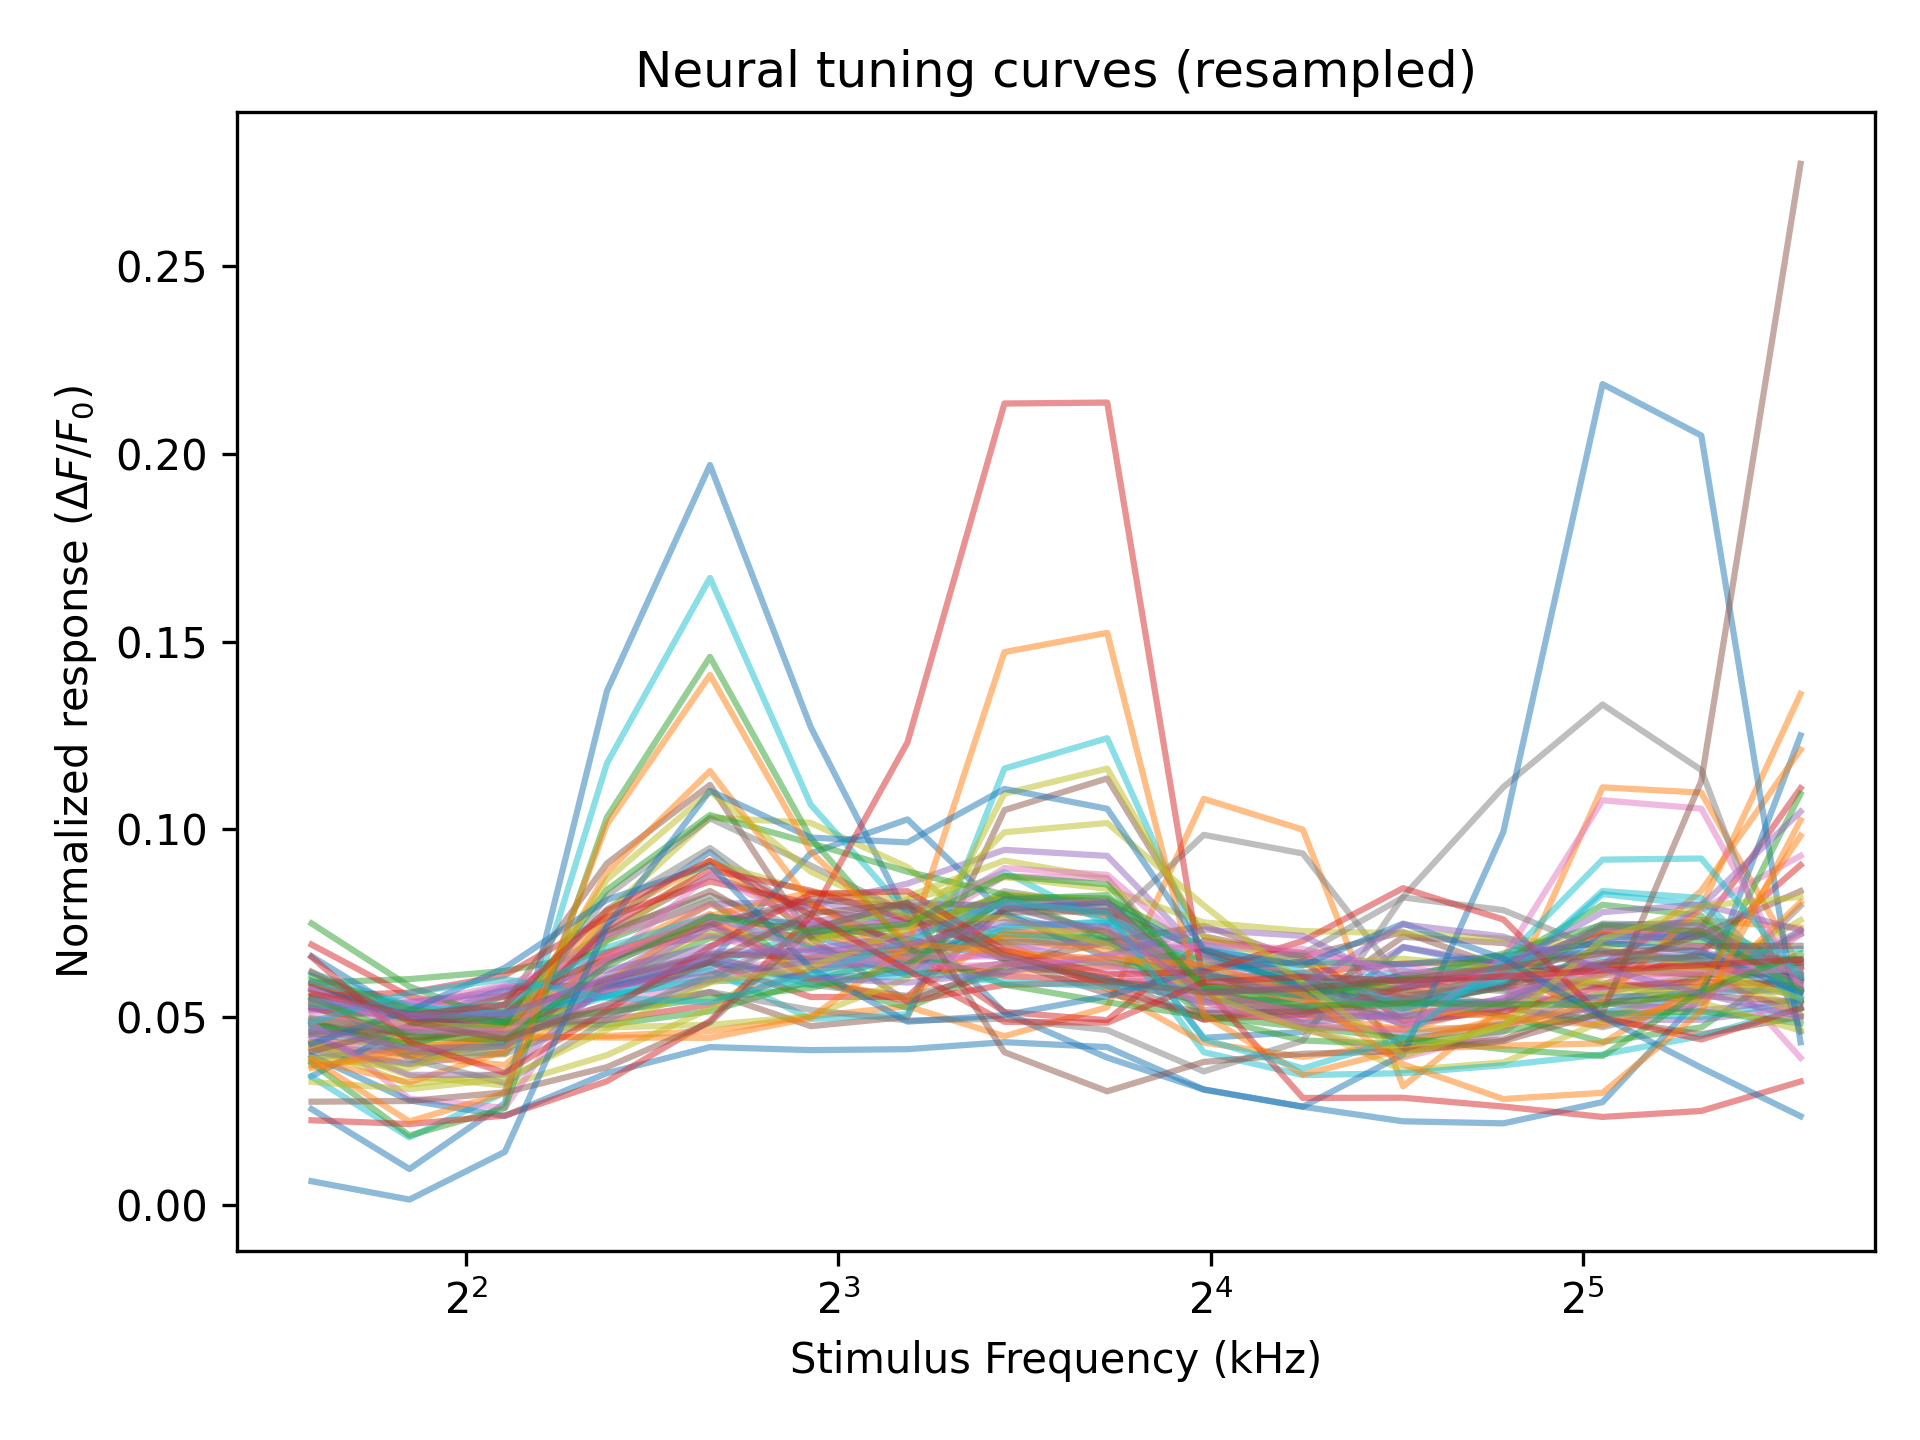 Neural tuning curves (resampled)
Normalized response (ΔF/F₀)
0.25
0.20
0.15
0.10
0.05
0.00
2² 2³ 2⁴ 2⁵
Stimulus Frequency (kHz)